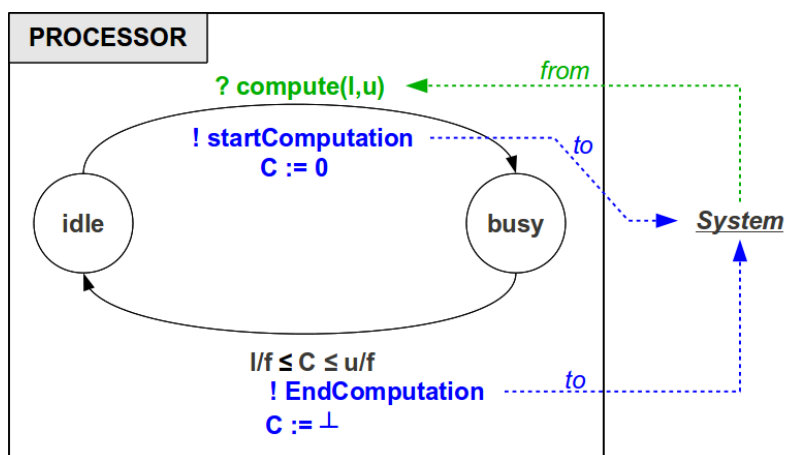 PROCESSOR
from
? compute(l,u)
! startComputation
to
C := 0
idle
busy
System
l/f ≤ C ≤ u/f
! EndComputation
to
C := ⊥